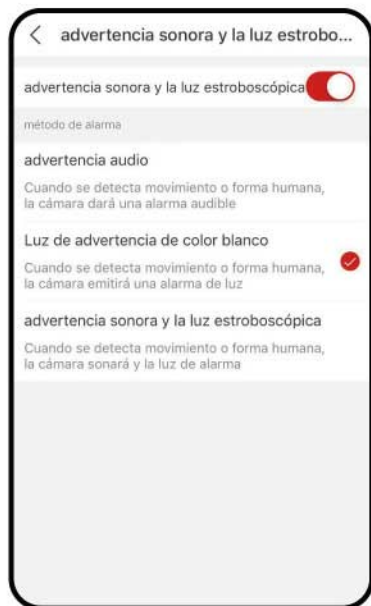 advertencia sonora y la luz estrobo...
advertencia sonora y la luz estroboscópica
método de alarma
advertencia audio
Cuando se detecta movimiento o forma humana,
la cámara dará una alarma audible
Luz de advertencia de color blanco
Cuando se detecta movimiento o forma humana,
la cámara emitirá una alarma de luz
advertencia sonora y la luz estroboscópica
Cuando se detecta movimiento o forma humana,
la cámara sonará y la luz de alarma